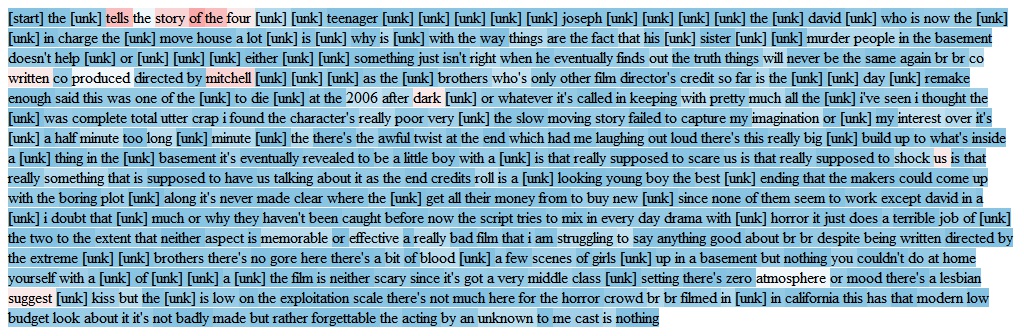 [start] the [unk] tells the story of the four [unk] [unk] teenager [unk] [unk] [unk] [unk] [unk] joseph [unk] [unk] [unk] [unk] the [unk] david [unk] who is now the [unk]
[unk] in charge the [unk] move house a lot [unk] is [unk] why is [unk] with the way things are the fact that his [unk] sister [unk] [unk] murder people in the basement
doesn't help [unk] or [unk] [unk] [unk] either [unk] [unk] something just isn't right when he eventually finds out the truth things will never be the same again br br co
written co produced directed by mitchell [unk] [unk] [unk] as the [unk] brothers who's only other film director's credit so far is the [unk] [unk] day [unk] remake
enough said this was one of the [unk] to die [unk] at the 2006 after dark [unk] or whatever it's called in keeping with pretty much all the [unk] i've seen i thought the
[unk] was complete total utter crap i found the character's really poor very [unk] the slow moving story failed to capture my imagination or [unk] my interest over it's
[unk] a half minute too long [unk] minute [unk] the there's the awful twist at the end which had me laughing out loud there's this really big [unk] build up to what's inside
a [unk] thing in the [unk] basement it's eventually revealed to be a little boy with a [unk] is that really supposed to scare us is that really supposed to shock us is that
really something that is supposed to have us talking about it as the end credits roll is a [unk] looking young boy the best [unk] ending that the makers could come up
with the boring plot [unk] along it's never made clear where the [unk] get all their money from to buy new [unk] since none of them seem to work except david in a
[unk] i doubt that [unk] much or why they haven't been caught before now the script tries to mix in every day drama with [unk] horror it just does a terrible job of [unk]
the two to the extent that neither aspect is memorable or effective a really bad film that i am struggling to say anything good about br br despite being written directed by
the extreme [unk] brothers there's no gore here there's a bit of blood [unk] a few scenes of girls [unk] up in a basement but nothing you couldn't do at home
yourself with a [unk] of [unk] [unk] a [unk] the film is neither scary since it's got a very middle class [unk] setting there's zero atmosphere or mood there's a lesbian
suggest [unk] kiss but the [unk] is low on the exploitation scale there's not much here for the horror crowd br br filmed in [unk] in california this has that modern low
budget look about it it's not badly made but rather forgettable the acting by an unknown to me cast is nothing